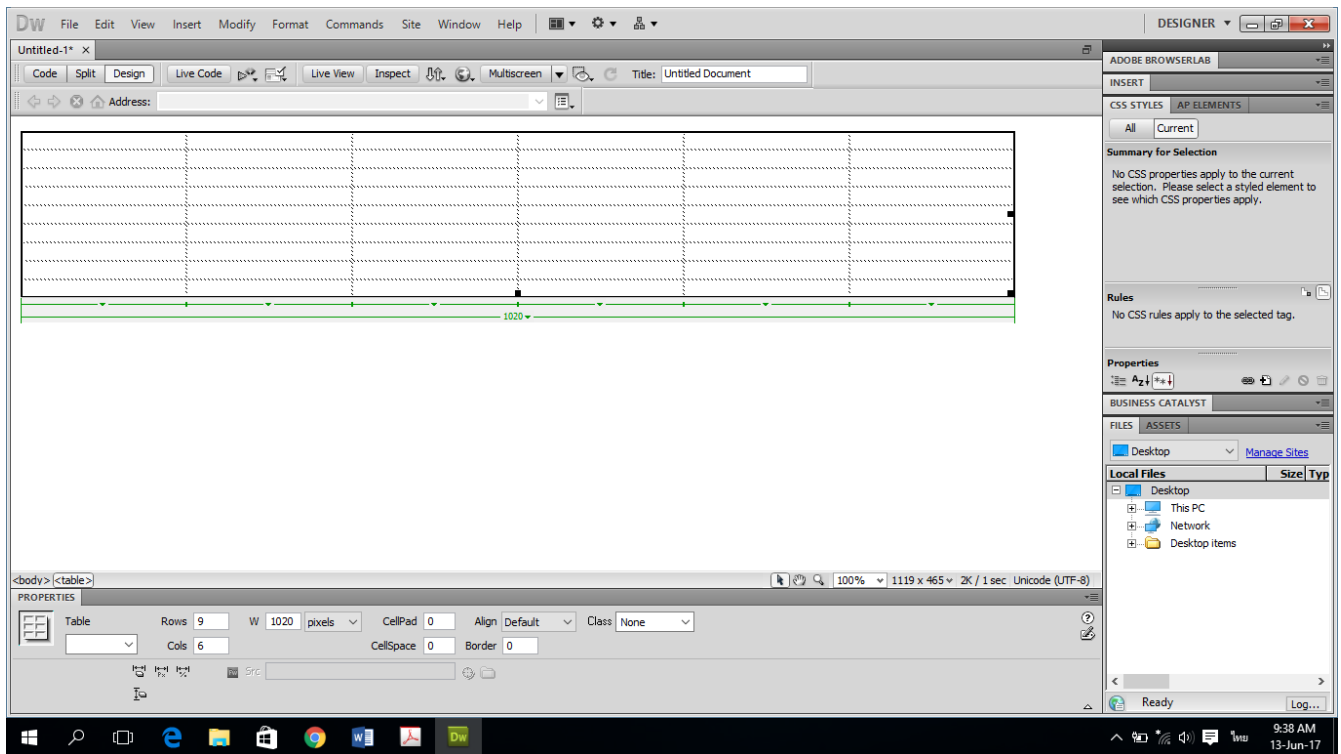 Dw File Edit View Insert Modify Format Commands Site Window Help DESIGNER
Untitled-1*
Code Split Design Live Code Live View Inspect Multiscreen Title: Untitled Document
Address:
1020
<body> <table> 100% 1119 x 465 2K / 1 sec Unicode (UTF-8)
PROPERTIES
Table Rows 9 W 1020 pixels CellPad 0 Align Default Class None
Cols 6 CellSpace 0 Border 0
Src
ADOBE BROWSERLAB
INSERT
CSS STYLES AP ELEMENTS
All Current
Summary for Selection
No CSS properties apply to the current
selection. Please select a styled element to
see which CSS properties apply.
Rules
No CSS rules apply to the selected tag.
Properties
BUSINESS CATALYST
FILES ASSETS
Desktop Manage Sites
Local Files Size Typ
Desktop
This PC
Network
Desktop items
Ready Log...
Dw ไทย 9:38 AM
13-Jun-17